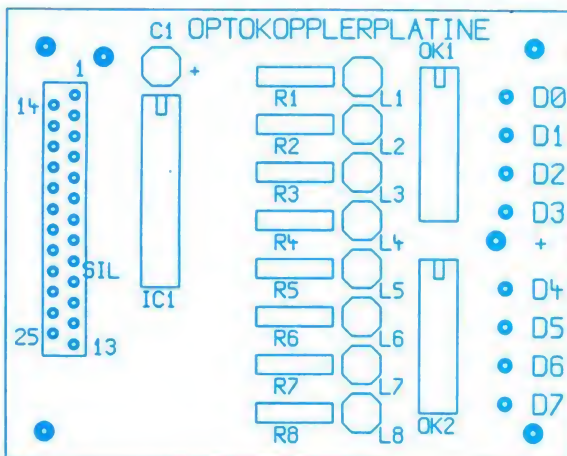 C1 OPTOKOPPLERPLATINE
OK1
1
+
14
R1 L1
D0
R2 L2
D1
R3 L3
D2
R4 L4
D3
+
SIL
IC1
R5 L5
D4
R6 L6
D5
25
13
R7 L7
D6
R8 L8
OK2
D7